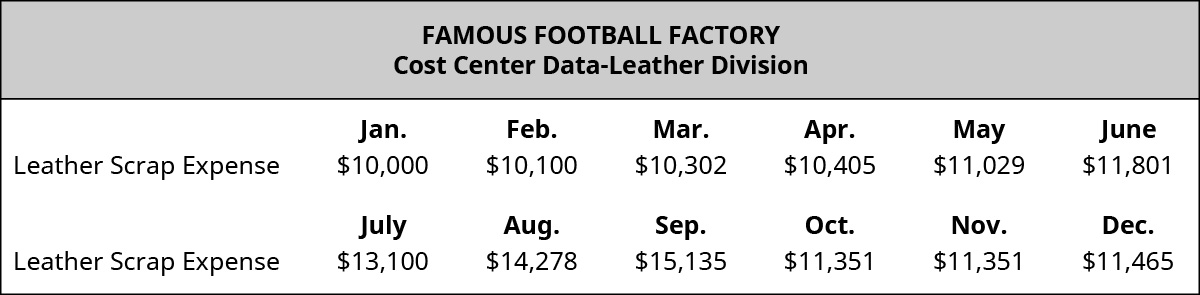 FAMOUS FOOTBALL FACTORY
Cost Center Data-Leather Division
Jan. Feb. Mar. Apr. May June
Leather Scrap Expense $10,000 $10,100 $10,302 $10,405 $11,029 $11,801
July Aug. Sep. Oct. Nov. Dec.
Leather Scrap Expense $13,100 $14,278 $15,135 $11,351 $11,351 $11,465